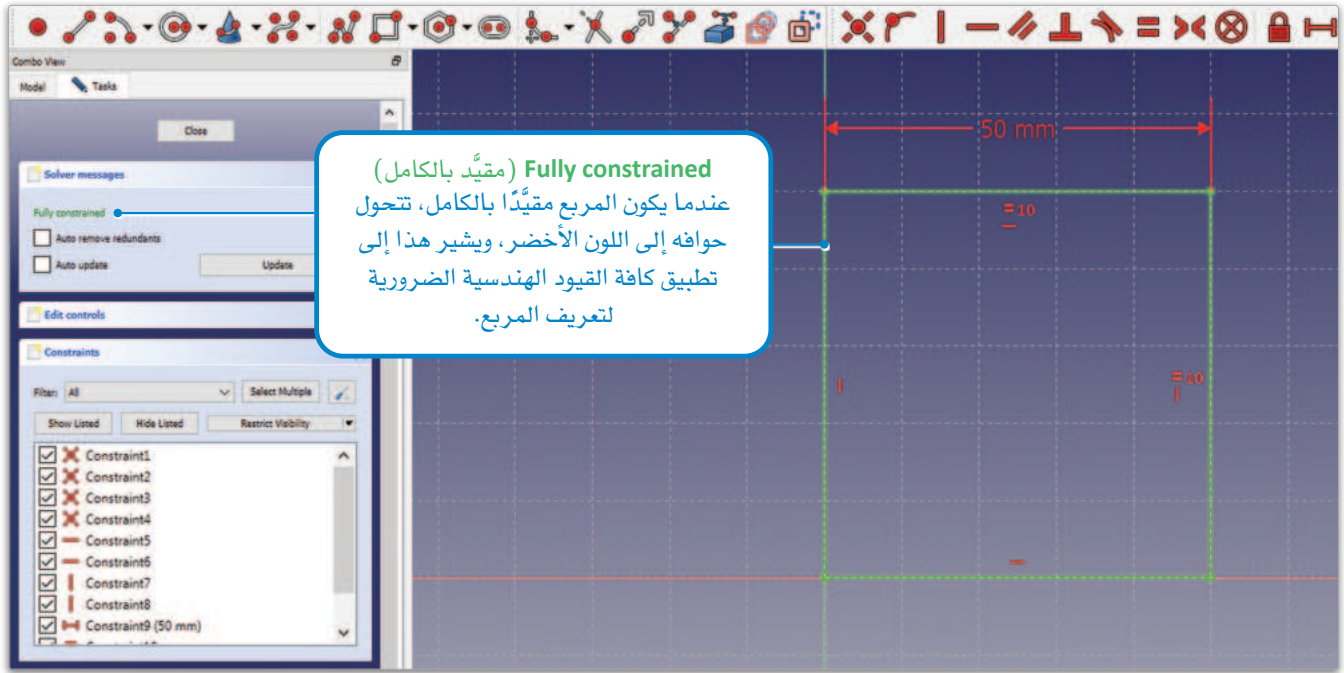 Combo View
Model
Tasks
Close
Solver messages
Fully constrained
Auto remove redundants
Auto update
Update
Edit controls
Constraints
Filter: All
Select Multiple
Show Listed
Hide Listed
Restrict Visibility
Constraint1
Constraint2
Constraint3
Constraint4
Constraint5
Constraint6
Constraint7
Constraint8
Constraint9 (50 mm)
Fully constrained (مقيَّد بالكامل)
عندما يكون المربع مقيَّدًا بالكامل، تتحول
حوافه إلى اللون الأخضر، ويشير هذا إلى
تطبيق كافة القيود الهندسية الضرورية
لتعريف المربع.
50 mm
=10
=10